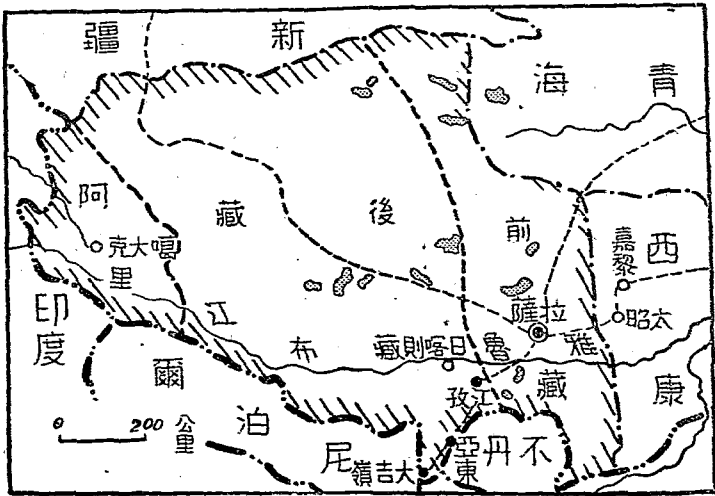 新疆
青海
阿里
後藏
前藏
西康
噶大克
嘉黎
拉薩
太昭
雅魯藏布江
日喀則
江孜
亞東
大吉嶺
不丹
尼泊爾
印度
0 200 公里